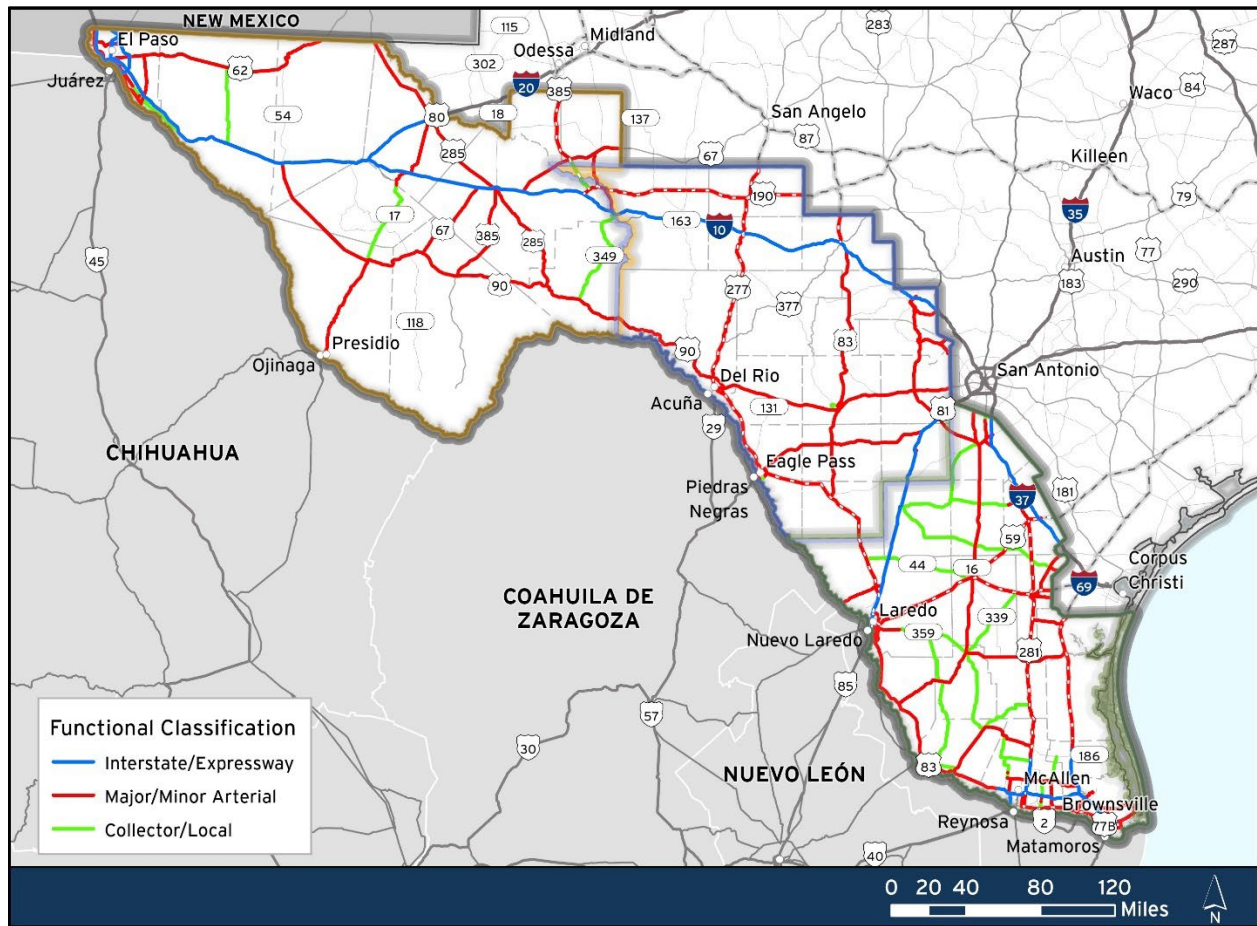 NEW MEXICO
El Paso
Juárez
62
54
115
302
Odessa
Midland
20
385
18
80
137
283
287
84
Waco
San Angelo
87
67
Killeen
79
35
285
190
163
10
17
67
385
285
349
Austin
77
183
290
45
90
118
277
377
83
Presidio
Ojinaga
90
Del Rio
Acuña
131
San Antonio
81
29
CHIHUAHUA
Eagle Pass
Piedras
Negras
37
181
59
Corpus
Christi
44
16
69
COAHUILA DE
ZARAGOZA
Laredo
Nuevo Laredo
359
339
281
85
57
30
Functional Classification
Interstate/Expressway
Major/Minor Arterial
Collector/Local
NUEVO LEÓN
83
186
McAllen
Brownsville
Reynosa
2
77B
Matamoros
40
0 20 40 80 120
Miles
N